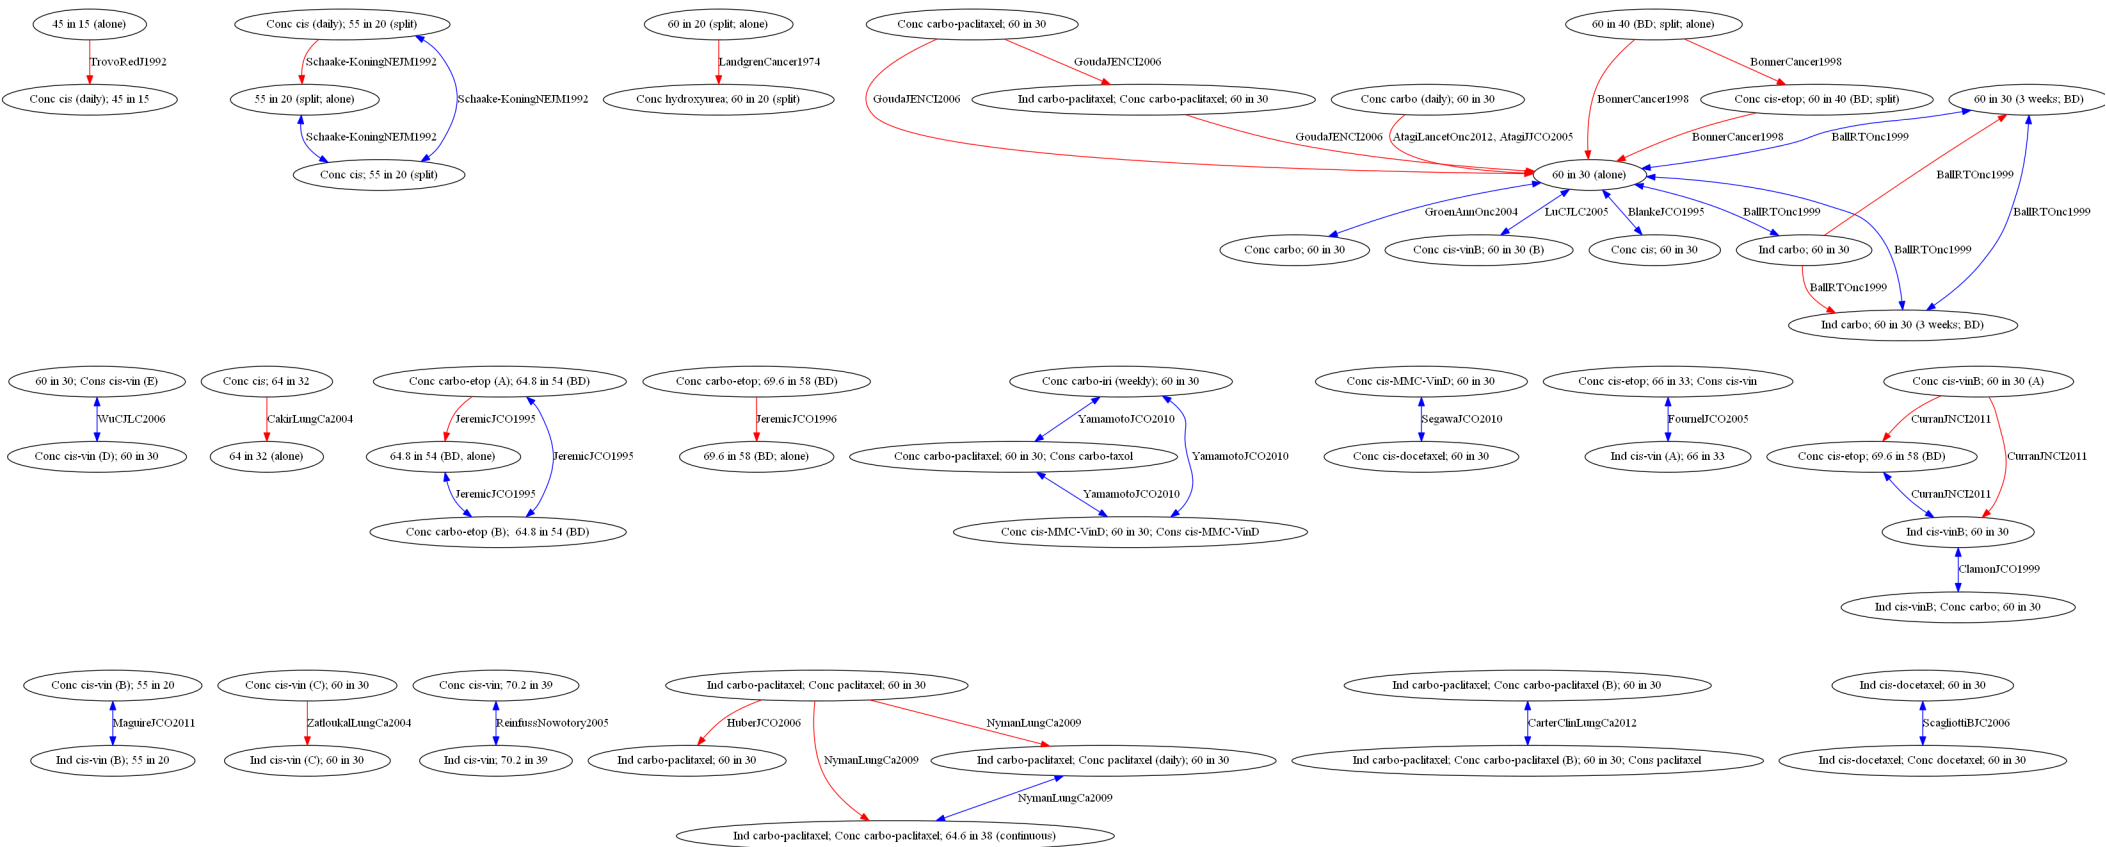 45 in 15 (alone)
TrovoRedJ1992
Conc cis (daily); 45 in 15
Conc cis (daily); 55 in 20 (split)
Schaake-KoningNEJM1992
55 in 20 (split; alone)
Schaake-KoningNEJM1992
Schaake-KoningNEJM1992
Conc cis; 55 in 20 (split)
60 in 20 (split; alone)
LandgrenCancer1974
Conc hydroxyurea; 60 in 20 (split)
Conc carbo-paclitaxel; 60 in 30
GoudaJENCI2006
GoudaJENCI2006
Ind carbo-paclitaxel; Conc carbo-paclitaxel; 60 in 30
GoudaJENCI2006
Conc carbo (daily); 60 in 30
AtagiLancetOnc2012, AtagiJJCO2005
60 in 40 (BD; split; alone)
BonnerCancer1998
BonnerCancer1998
Conc cis-etop; 60 in 40 (BD; split)
BonnerCancer1998
60 in 30 (3 weeks; BD)
BallRTOnc1999
60 in 30 (alone)
BallRTOnc1999
GroenAnnOnc2004
LuCJLC2005
BlankeJCO1995
BallRTOnc1999
BallRTOnc1999
BallRTOnc1999
Conc carbo; 60 in 30
Conc cis-vinB; 60 in 30 (B)
Conc cis; 60 in 30
Ind carbo; 60 in 30
BallRTOnc1999
Ind carbo; 60 in 30 (3 weeks; BD)
60 in 30; Cons cis-vin (E)
WuCJLC2006
Conc cis-vin (D); 60 in 30
Conc cis; 64 in 32
CakirLungCa2004
64 in 32 (alone)
Conc carbo-etop (A); 64.8 in 54 (BD)
JeremicJCO1995
64.8 in 54 (BD, alone)
JeremicJCO1995
JeremicJCO1995
Conc carbo-etop (B);  64.8 in 54 (BD)
Conc carbo-etop; 69.6 in 58 (BD)
JeremicJCO1996
69.6 in 58 (BD; alone)
Conc carbo-iri (weekly); 60 in 30
YamamotoJCO2010
Conc carbo-paclitaxel; 60 in 30; Cons carbo-taxol
YamamotoJCO2010
YamamotoJCO2010
Conc cis-MMC-VinD; 60 in 30; Cons cis-MMC-VinD
Conc cis-MMC-VinD; 60 in 30
SegawaJCO2010
Conc cis-docetaxel; 60 in 30
Conc cis-etop; 66 in 33; Cons cis-vin
FournelJCO2005
Ind cis-vin (A); 66 in 33
Conc cis-vinB; 60 in 30 (A)
CurranJNCI2011
Conc cis-etop; 69.6 in 58 (BD)
CurranJNCI2011
CurranJNCI2011
Ind cis-vinB; 60 in 30
ClamonJCO1999
Ind cis-vinB; Conc carbo; 60 in 30
Conc cis-vin (B); 55 in 20
MaguireJCO2011
Ind cis-vin (B); 55 in 20
Conc cis-vin (C); 60 in 30
ZatloukalLungCa2004
Ind cis-vin (C); 60 in 30
Conc cis-vin; 70.2 in 39
ReinfussNowotory2005
Ind cis-vin; 70.2 in 39
Ind carbo-paclitaxel; Conc paclitaxel; 60 in 30
HuberJCO2006
NymanLungCa2009
NymanLungCa2009
Ind carbo-paclitaxel; 60 in 30
Ind carbo-paclitaxel; Conc paclitaxel (daily); 60 in 30
NymanLungCa2009
Ind carbo-paclitaxel; Conc carbo-paclitaxel; 64.6 in 38 (continuous)
Ind carbo-paclitaxel; Conc carbo-paclitaxel (B); 60 in 30
CarterClinLungCa2012
Ind carbo-paclitaxel; Conc carbo-paclitaxel (B); 60 in 30; Cons paclitaxel
Ind cis-docetaxel; 60 in 30
ScagliottiBJC2006
Ind cis-docetaxel; Conc docetaxel; 60 in 30